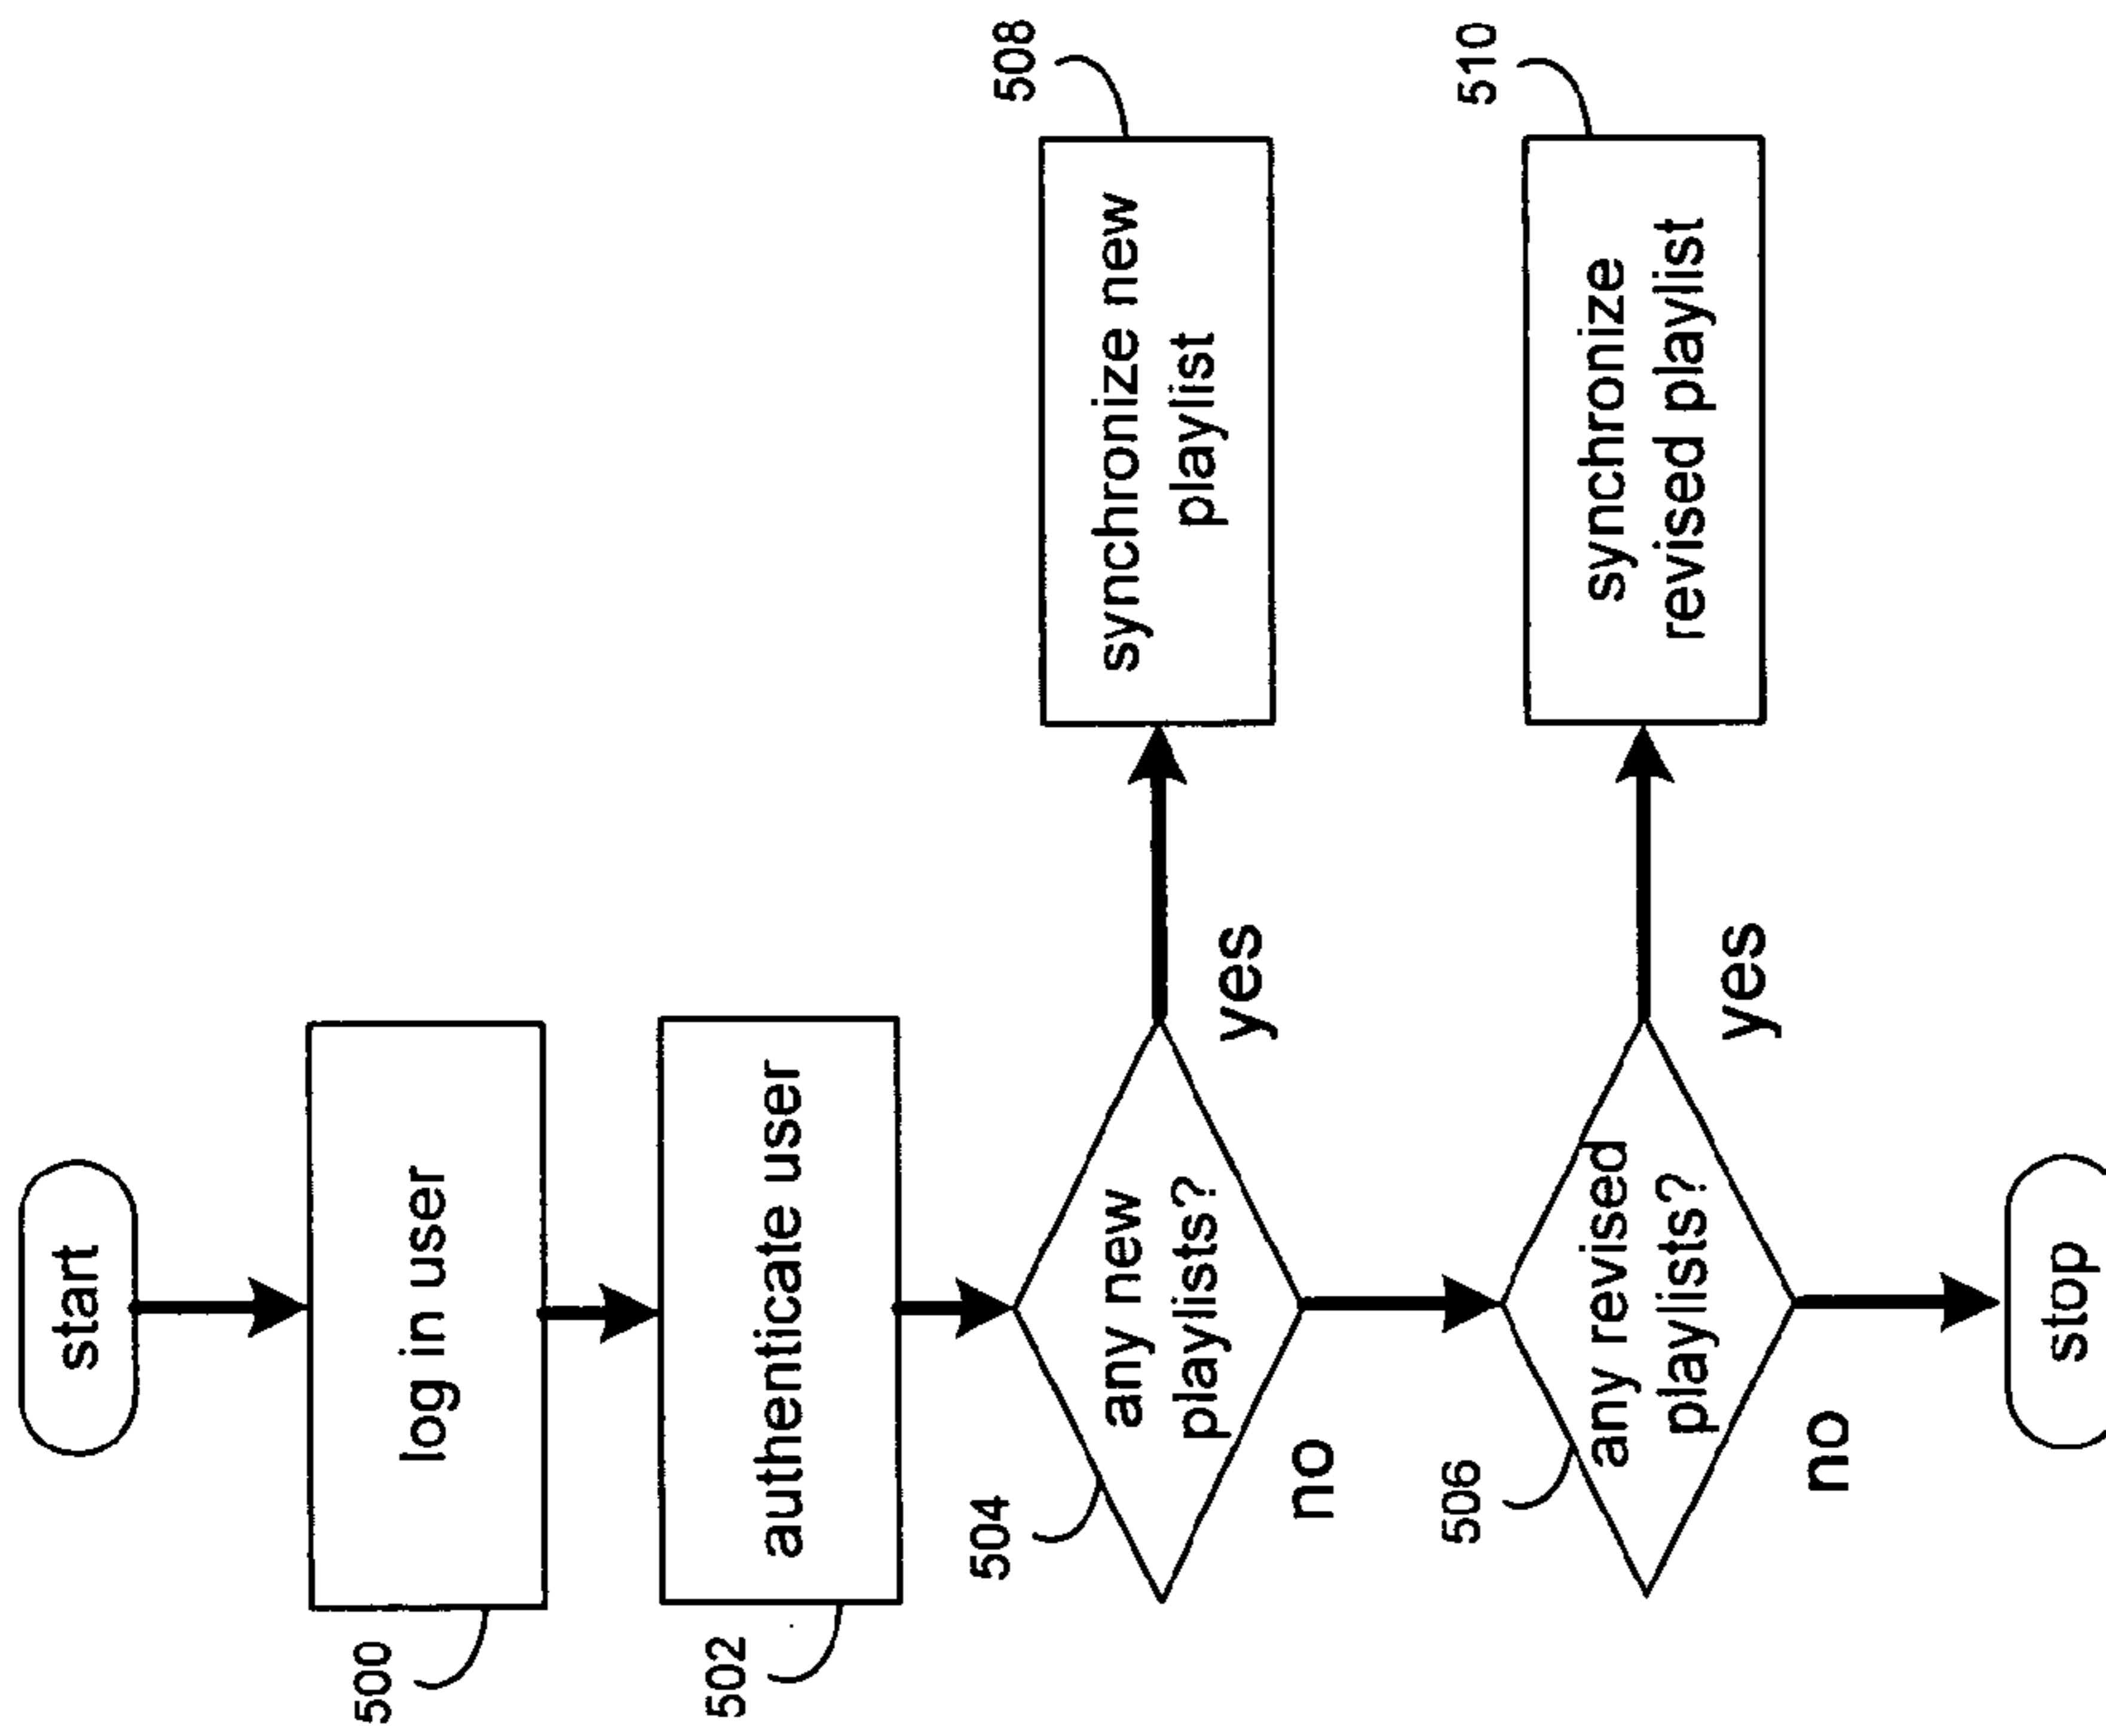 start
500
log in user
502
authenticate user
504
any new
playlists?
yes
508
synchronize new
playlist
no
506
any revised
playlists?
yes
510
synchronize
revised playlist
no
stop